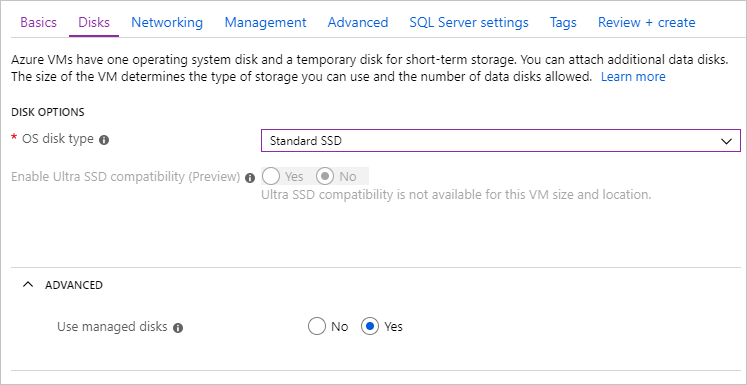 Basics Disks Networking Management Advanced SQL Server settings Tags Review + create
Azure VMs have one operating system disk and a temporary disk for short-term storage. You can attach additional data disks.
The size of the VM determines the type of storage you can use and the number of data disks allowed. Learn more
DISK OPTIONS
* OS disk type Standard SSD
Enable Ultra SSD compatibility (Preview) Yes No
Ultra SSD compatibility is not available for this VM size and location.
ADVANCED
Use managed disks No Yes